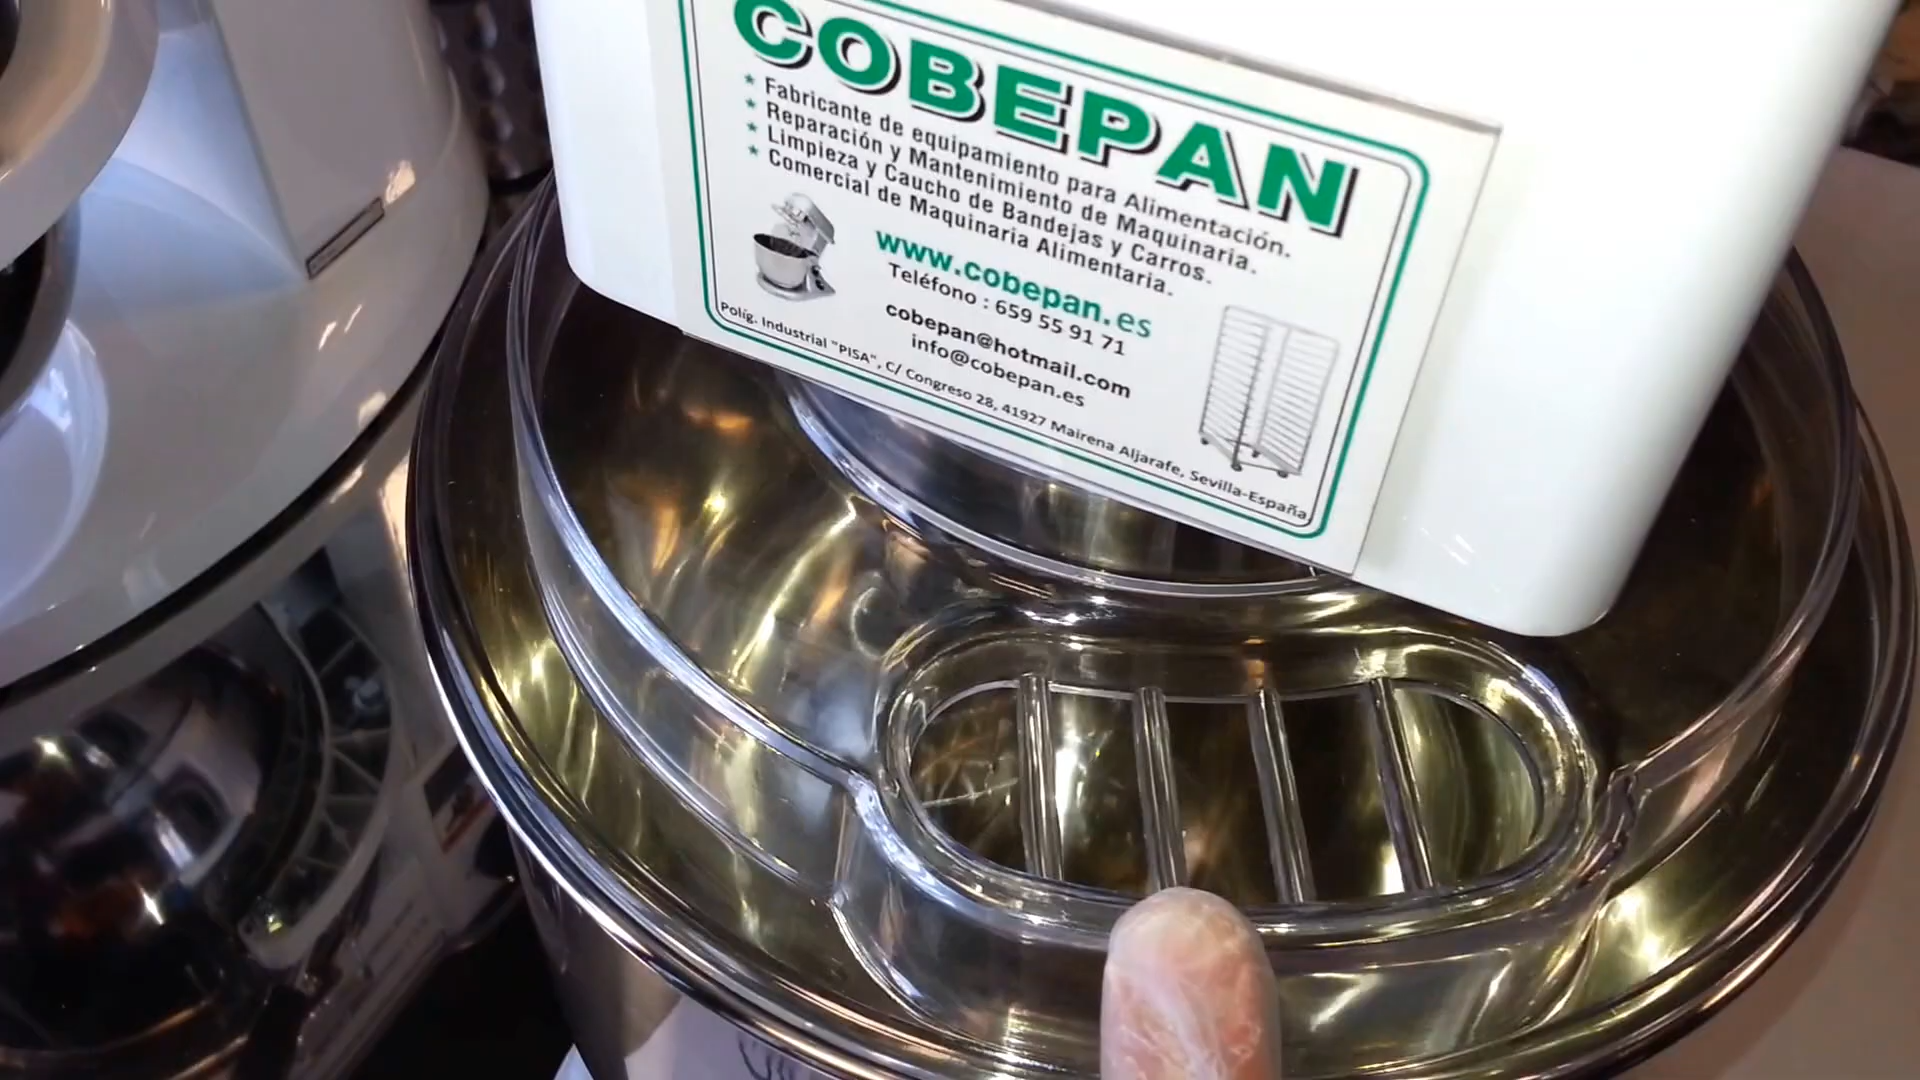 COBEPAN
★ Fabricante de equipamiento para Alimentación.
★ Reparación y Mantenimiento de Maquinaria.
★ Limpieza y Caucho de Bandejas y Carros.
★ Comercial de Maquinaria Alimentaria.
www.cobepan.es
Teléfono : 659 55 91 71
cobepan@hotmail.com
info@cobepan.es
Políg. Industrial "PISA", C/ Congreso 28, 41927 Mairena Aljarafe, Sevilla-España